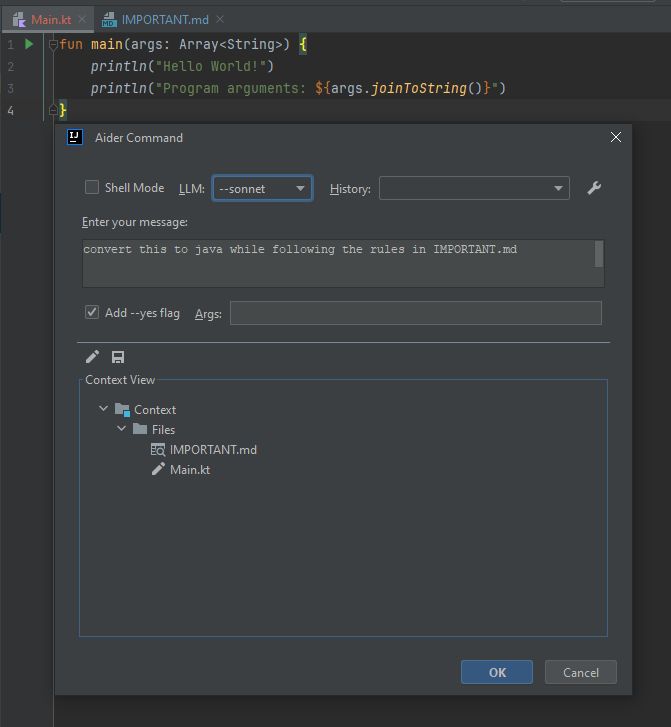 Main.kt IMPORTANT.md
1 fun main(args: Array<String>) {
2 println("Hello World!")
3 println("Program arguments: ${args.joinToString()}")
4 }
Aider Command
Shell Mode LLM: --sonnet History:
Enter your message:
convert this to java while following the rules in IMPORTANT.md
Add --yes flag Args:
Context View
Context
Files
IMPORTANT.md
Main.kt
OK Cancel